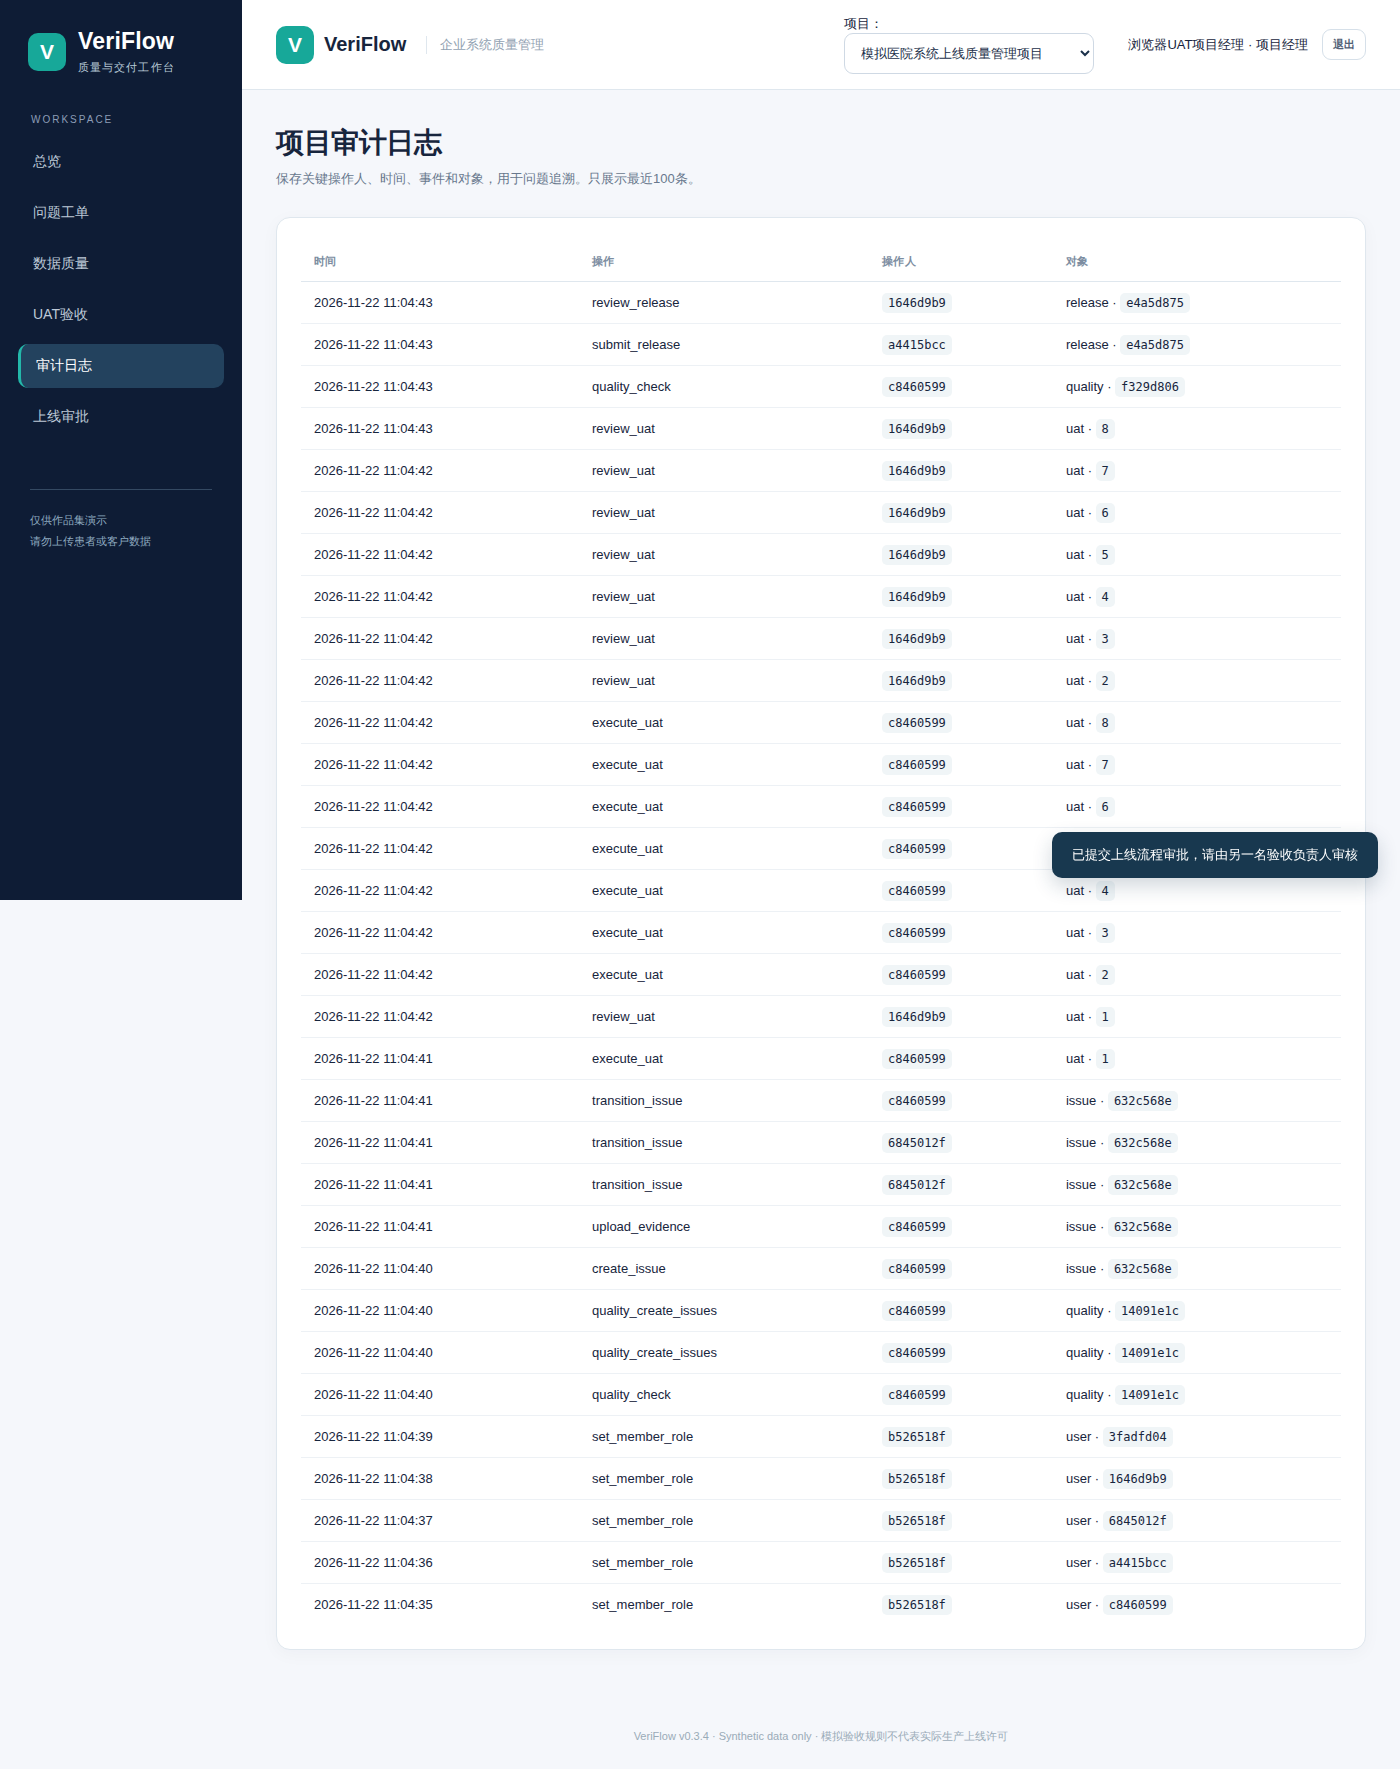 V VeriFlow
质量与交付工作台
WORKSPACE
总览
问题工单
数据质量
UAT验收
审计日志
上线审批
仅供作品集演示
请勿上传患者或客户数据
V VeriFlow 企业系统质量管理
项目：
模拟医院系统上线质量管理项目
浏览器UAT项目经理 · 项目经理 退出
项目审计日志
保存关键操作人、时间、事件和对象，用于问题追溯。只展示最近100条。
时间 操作 操作人 对象
2026-11-22 11:04:43 review_release 1646d9b9 release · e4a5d875
2026-11-22 11:04:43 submit_release a4415bcc release · e4a5d875
2026-11-22 11:04:43 quality_check c8460599 quality · f329d806
2026-11-22 11:04:43 review_uat 1646d9b9 uat · 8
2026-11-22 11:04:42 review_uat 1646d9b9 uat · 7
2026-11-22 11:04:42 review_uat 1646d9b9 uat · 6
2026-11-22 11:04:42 review_uat 1646d9b9 uat · 5
2026-11-22 11:04:42 review_uat 1646d9b9 uat · 4
2026-11-22 11:04:42 review_uat 1646d9b9 uat · 3
2026-11-22 11:04:42 review_uat 1646d9b9 uat · 2
2026-11-22 11:04:42 execute_uat c8460599 uat · 8
2026-11-22 11:04:42 execute_uat c8460599 uat · 7
2026-11-22 11:04:42 execute_uat c8460599 uat · 6
2026-11-22 11:04:42 execute_uat c8460599
已提交上线流程审批，请由另一名验收负责人审核
2026-11-22 11:04:42 execute_uat c8460599 uat · 4
2026-11-22 11:04:42 execute_uat c8460599 uat · 3
2026-11-22 11:04:42 execute_uat c8460599 uat · 2
2026-11-22 11:04:42 review_uat 1646d9b9 uat · 1
2026-11-22 11:04:41 execute_uat c8460599 uat · 1
2026-11-22 11:04:41 transition_issue c8460599 issue · 632c568e
2026-11-22 11:04:41 transition_issue 6845012f issue · 632c568e
2026-11-22 11:04:41 transition_issue 6845012f issue · 632c568e
2026-11-22 11:04:41 upload_evidence c8460599 issue · 632c568e
2026-11-22 11:04:40 create_issue c8460599 issue · 632c568e
2026-11-22 11:04:40 quality_create_issues c8460599 quality · 14091e1c
2026-11-22 11:04:40 quality_create_issues c8460599 quality · 14091e1c
2026-11-22 11:04:40 quality_check c8460599 quality · 14091e1c
2026-11-22 11:04:39 set_member_role b526518f user · 3fadfd04
2026-11-22 11:04:38 set_member_role b526518f user · 1646d9b9
2026-11-22 11:04:37 set_member_role b526518f user · 6845012f
2026-11-22 11:04:36 set_member_role b526518f user · a4415bcc
2026-11-22 11:04:35 set_member_role b526518f user · c8460599
VeriFlow v0.3.4 · Synthetic data only · 模拟验收规则不代表实际生产上线许可